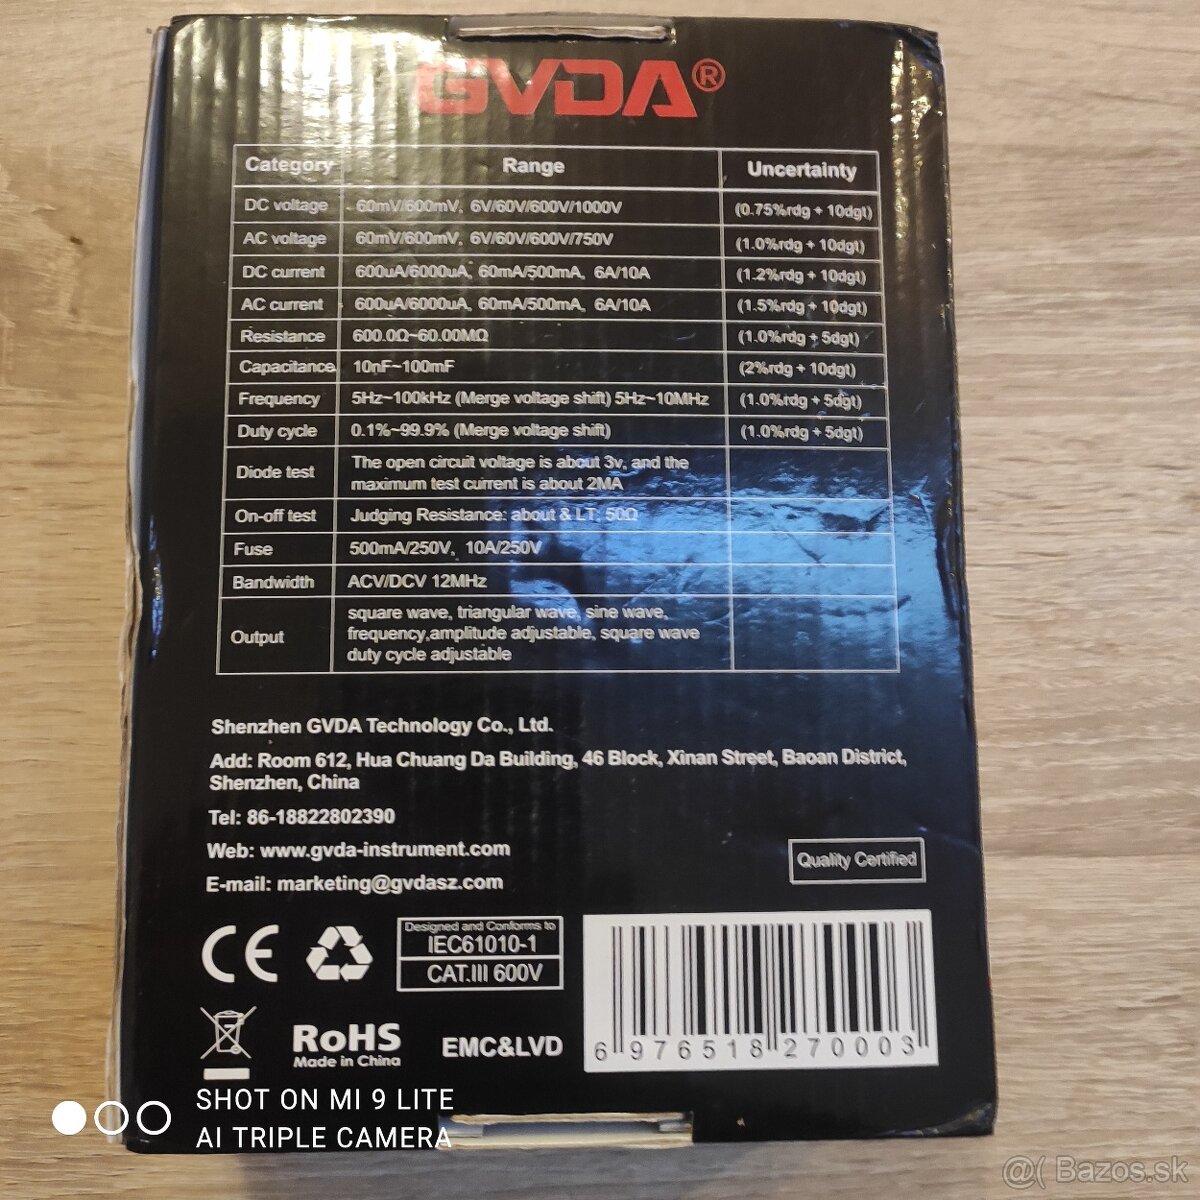 GVDA®
Category Range Uncertainty
DC voltage 60mV/600mV, 6V/60V/600V/1000V (0.75%rdg + 10dgt)
AC voltage 60mV/600mV, 6V/60V/600V/750V (1.0%rdg + 10dgt)
DC current 600uA/6000uA, 60mA/500mA, 6A/10A (1.2%rdg + 10dgt)
AC current 600uA/6000uA, 60mA/500mA, 6A/10A (1.5%rdg + 10dgt)
Resistance 600.0Ω~60.00MΩ (1.0%rdg + 5dgt)
Capacitance 10nF~100mF (2%rdg + 10dgt)
Frequency 5Hz~100kHz (Merge voltage shift) 5Hz~10MHz (1.0%rdg + 5dgt)
Duty cycle 0.1%~99.9% (Merge voltage shift) (1.0%rdg + 5dgt)
Diode test The open circuit voltage is about 3v, and the
maximum test current is about 2MA
On-off test Judging Resistance: about & LT; 50Ω
Fuse 500mA/250V, 10A/250V
Bandwidth ACV/DCV 12MHz
Output square wave, triangular wave, sine wave,
frequency,amplitude adjustable, square wave
duty cycle adjustable
Shenzhen GVDA Technology Co., Ltd.
Add: Room 612, Hua Chuang Da Building, 46 Block, Xinan Street, Baoan District,
Shenzhen, China
Tel: 86-18822802390
Web: www.gvda-instrument.com
E-mail: marketing@gvdasz.com
Quality Certified
CE
Designed and Conforms to
IEC61010-1
CAT.III 600V
RoHS
Made in China
EMC&LVD
6 976518 270003
SHOT ON MI 9 LITE
AI TRIPLE CAMERA
@( Bazos.sk